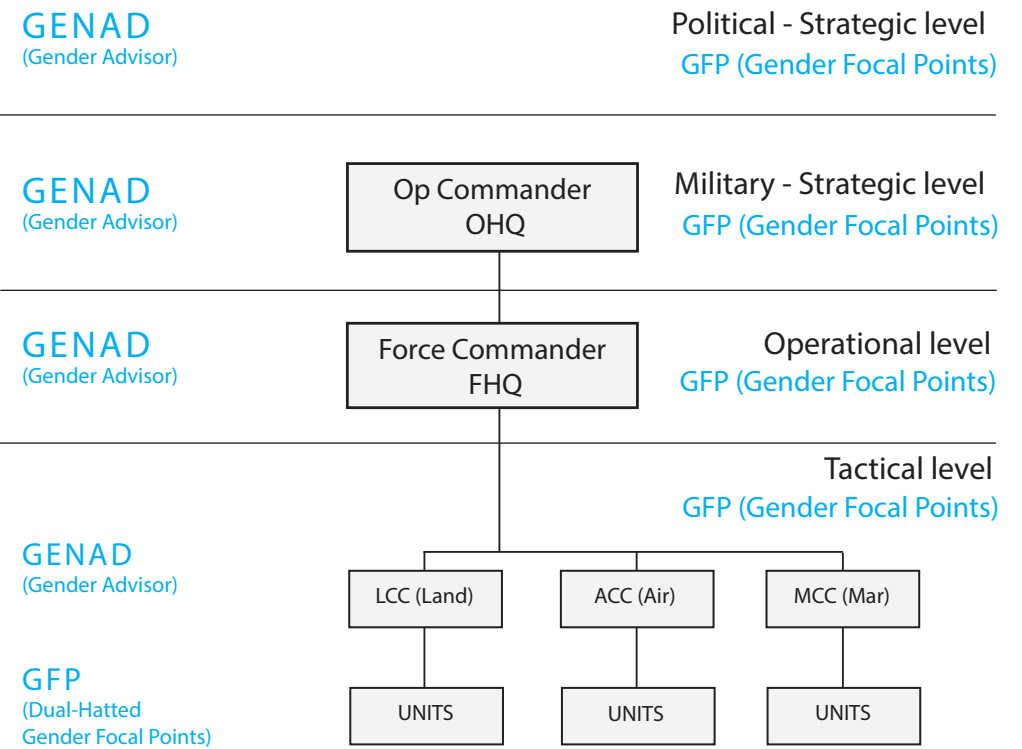 GENAD
(Gender Advisor)
Political - Strategic level
GFP (Gender Focal Points)
GENAD
(Gender Advisor)
Op Commander
OHQ
Military - Strategic level
GFP (Gender Focal Points)
GENAD
(Gender Advisor)
Force Commander
FHQ
Operational level
GFP (Gender Focal Points)
Tactical level
GFP (Gender Focal Points)
GENAD
(Gender Advisor)
LCC (Land)
ACC (Air)
MCC (Mar)
GFP
(Dual-Hatted
Gender Focal Points)
UNITS
UNITS
UNITS